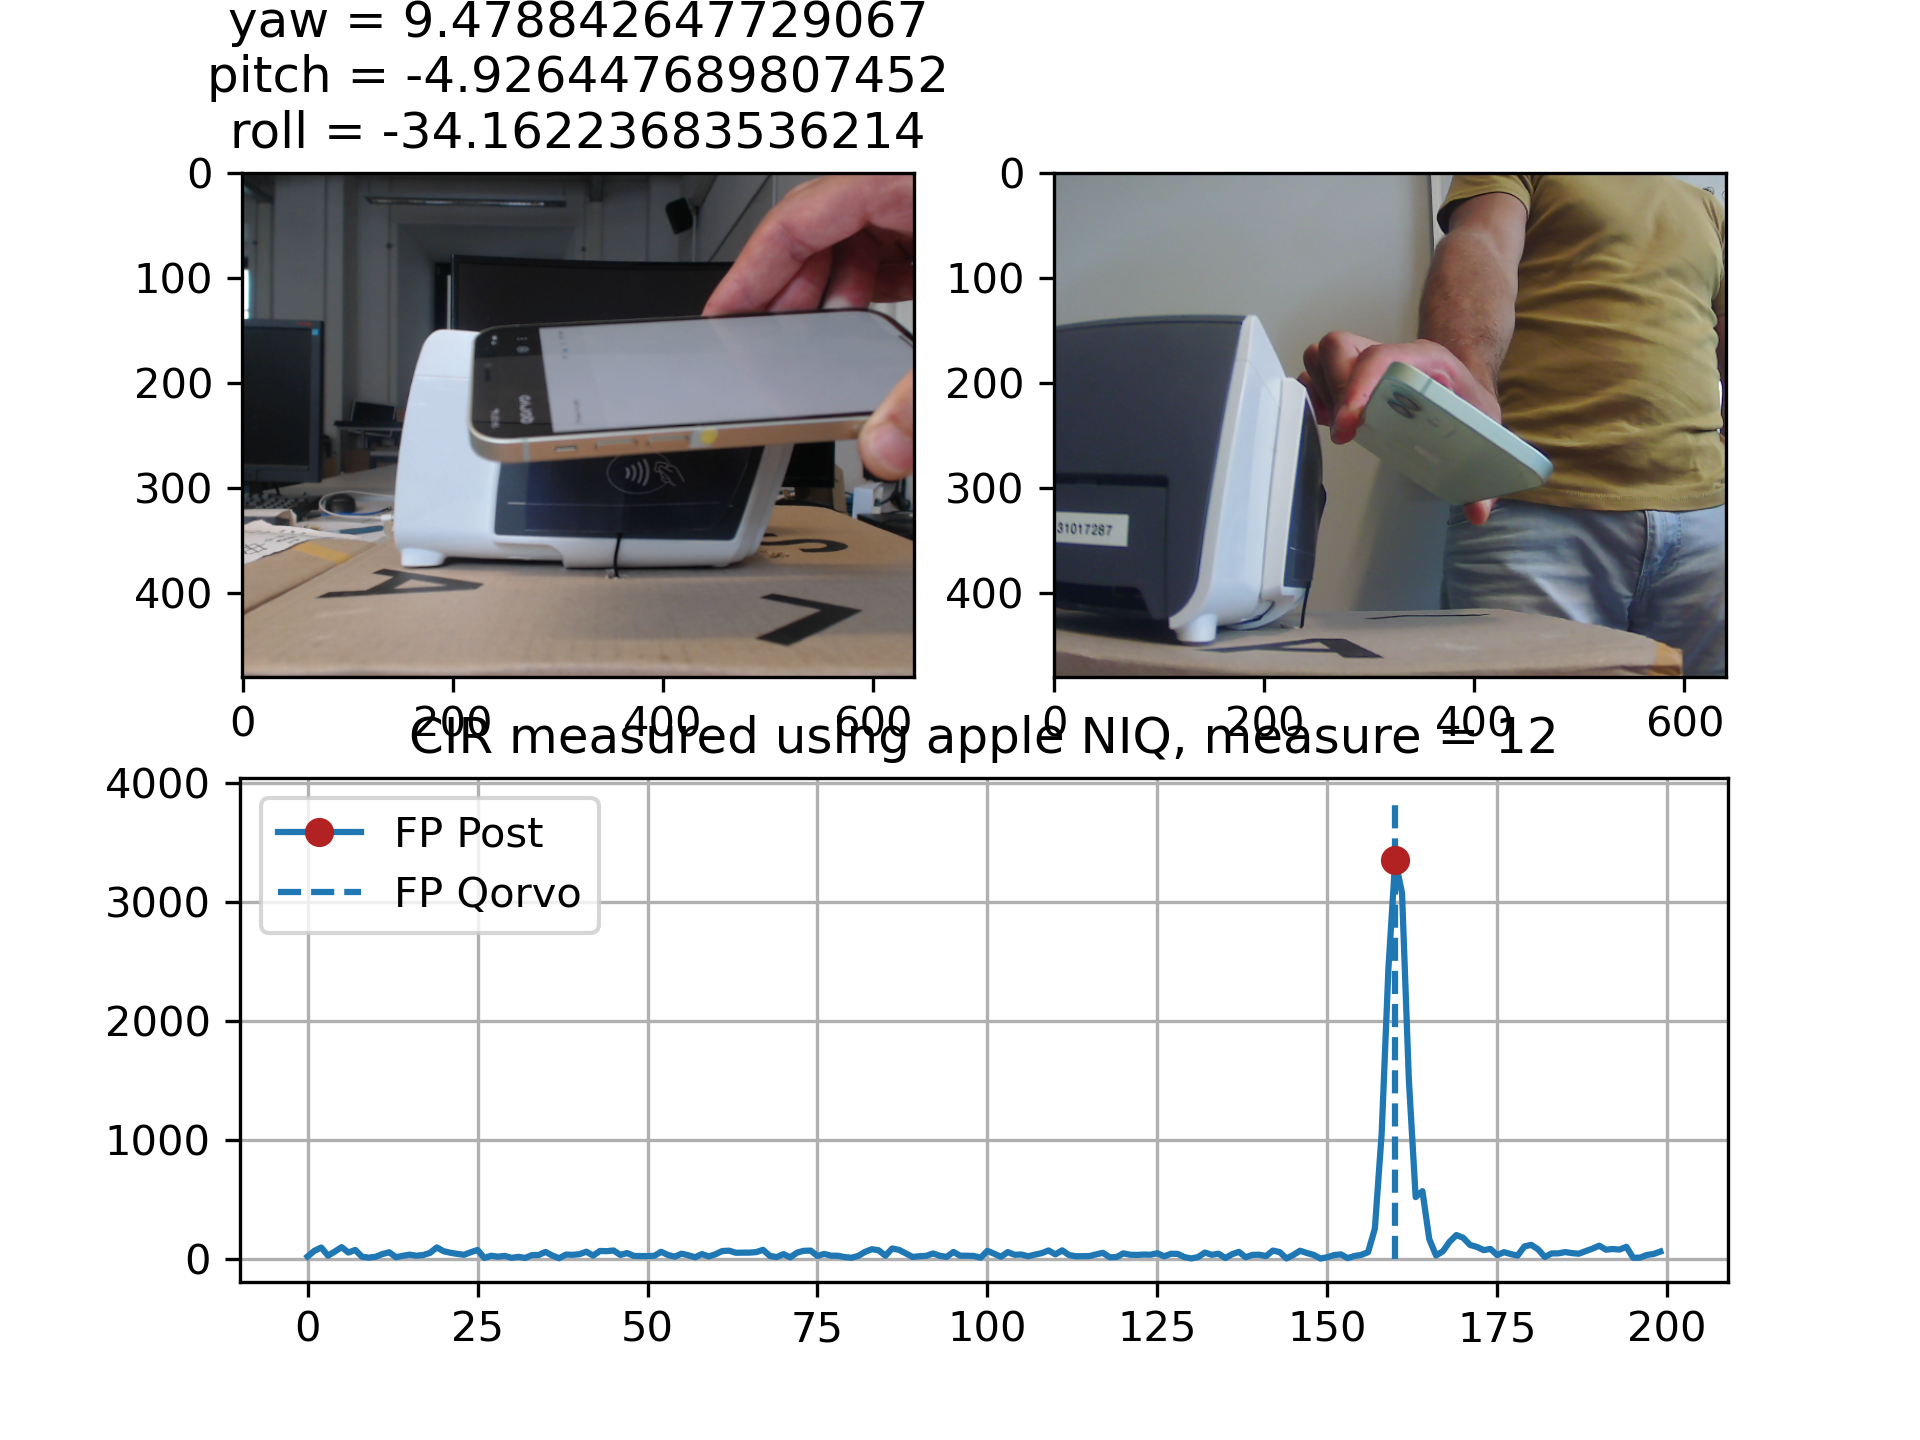 yaw = 9.478842647729067
pitch = -4.926447689807452
roll = -34.16223683536214
0
100
200
300
400
0 200 400 600
0
100
200
300
400
0 200 400 600
31017287
A
S
L
A
CIR measured using apple NIQ, measure = 12
4000
3000
2000
1000
0
FP Post
FP Qorvo
0 25 50 75 100 125 150 175 200